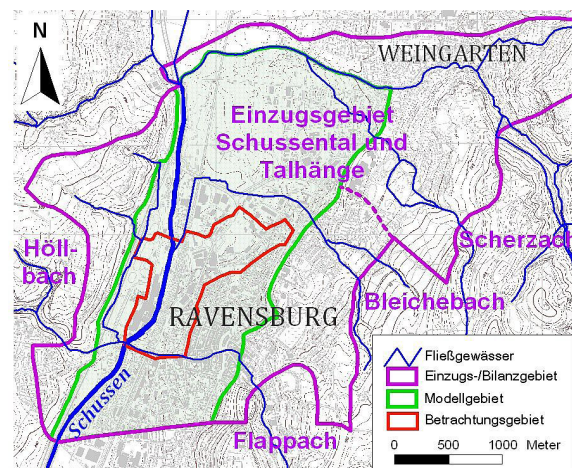 N
WEINGARTEN
Einzugsgebiet
Schussental und
Talhänge
Scherzach
Höll-
bach
Bleichebach
RAVENSBURG
Schussen
Flappach
Fließgewässer
Einzugs-/Bilanzgebiet
Modellgebiet
Betrachtungsgebiet
0 500 1000 Meter